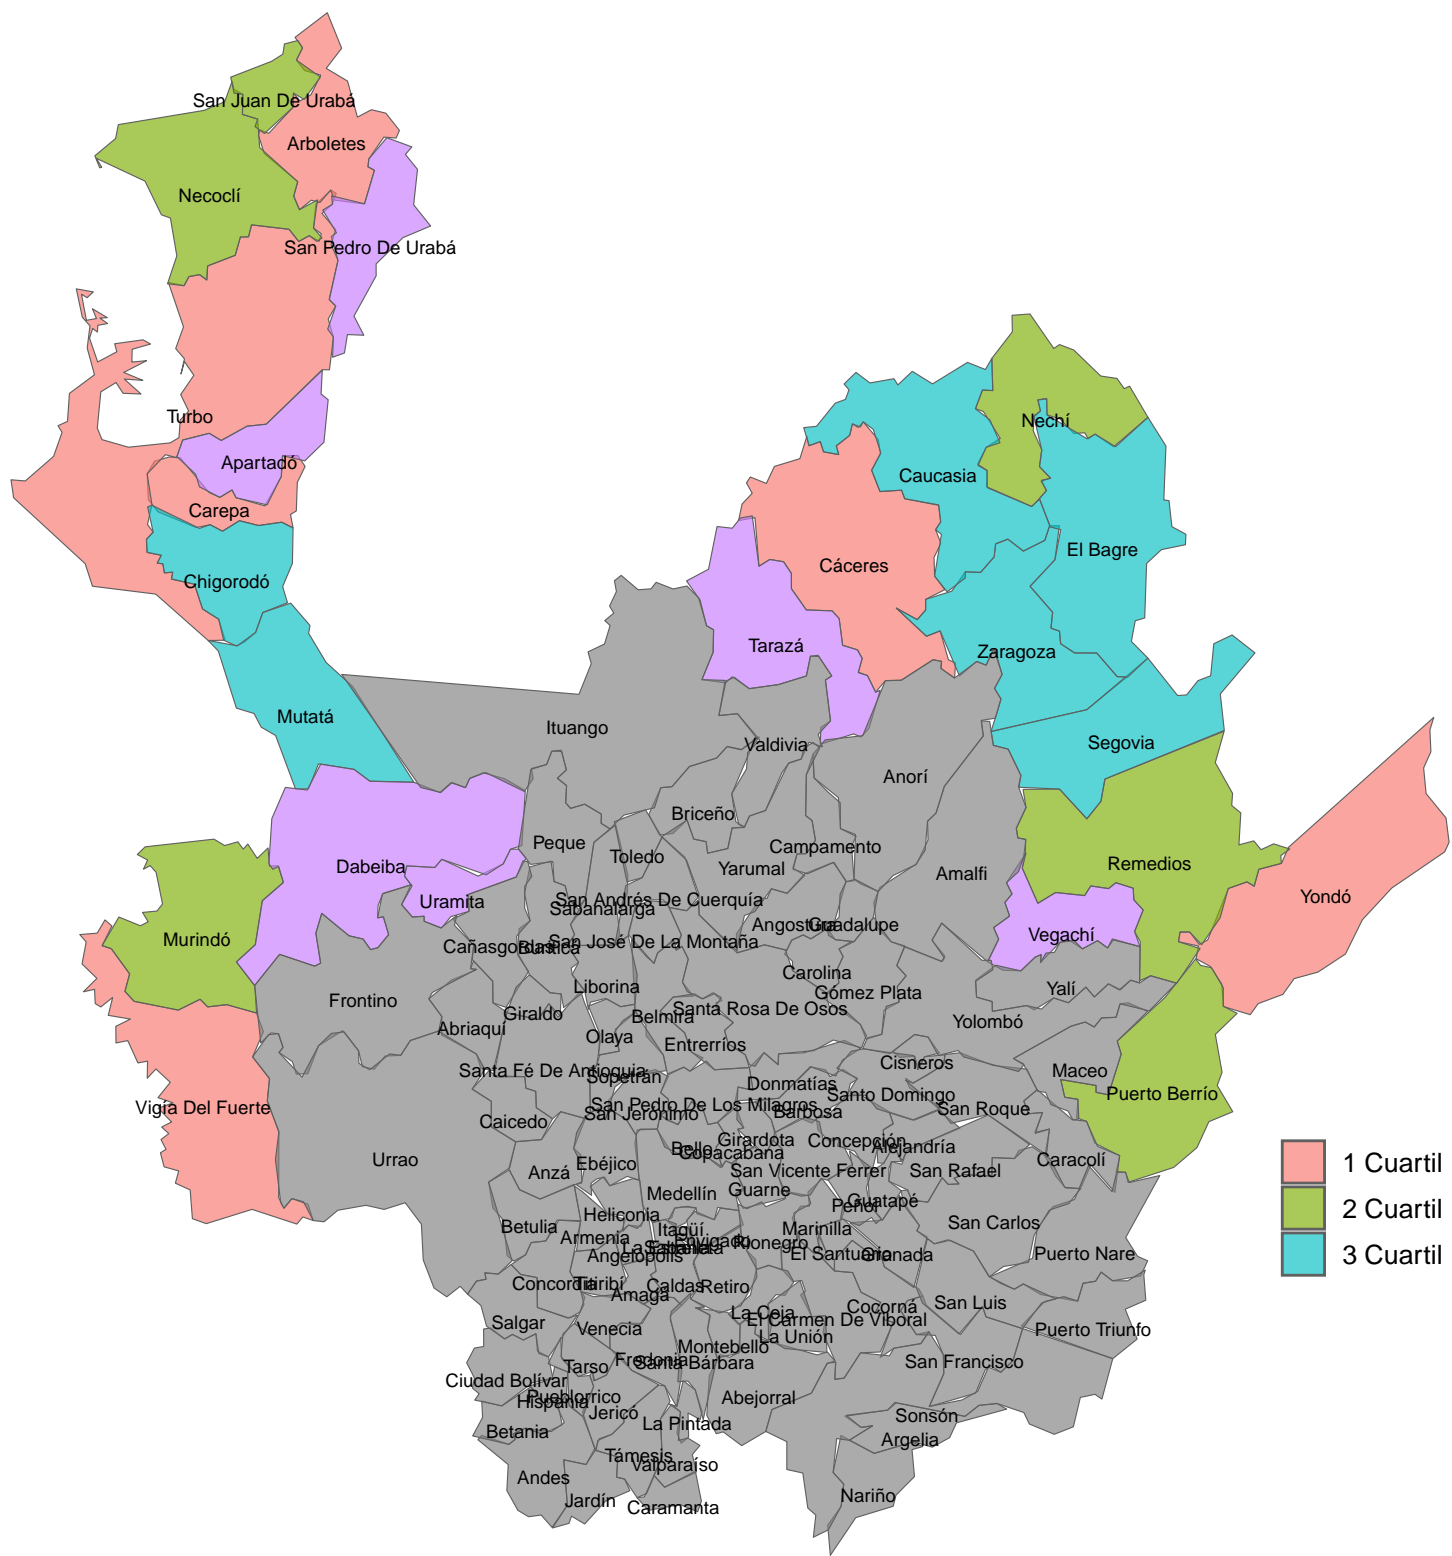 San Juan De Urabá
Arboletes
Necoclí
San Pedro De Urabá
Turbo
Nechí
Apartadó
Caucasia
Carepa
El Bagre
Cáceres
Chigorodó
Tarazá
Zaragoza
Mutatá
Ituango
Valdivia
Segovia
Anorí
Briceño
Peque
Campamento
Toledo
Remedios
Dabeiba
Yarumal
Amalfi
Yondó
San Andrés De Cuerquía
Uramita
Sabanalarga
Angostura
Guadalupe
Vegachí
Murindó
San José De La Montaña
Cañasgordas
Buriticá
Carolina
Liborina
Yalí
Gómez Plata
Frontino
Santa Rosa De Osos
Giraldo
Belmira
Yolombó
Abriaquí
Olaya
Entrerríos
Cisneros
Santa Fé De Antioquia
Maceo
Sopetrán
Donmatías
Santo Domingo
Puerto Berrío
San Pedro De Los Milagros
Vigía Del Fuerte
San Roque
Barbosa
San Jerónimo
Caicedo
Girardota
Concepción
Alejandría
Bello
Copacabana
Urrao
Caracolí
1 Cuartil
Ebéjico
Anzá
San Vicente Ferrer
San Rafael
Guarne
Medellín
Guatapé
Peñol
2 Cuartil
Heliconia
San Carlos
Betulia
Itagüí
Marinilla
Armenia
Envigado
Rionegro
La Estrella
Sabaneta
Angelópolis
El Santuario
Granada
Puerto Nare
3 Cuartil
Concordia
Titiribí
Caldas
Retiro
Amagá
San Luis
Cocorná
La Ceja
El Carmen De Viboral
Salgar
Venecia
La Unión
Puerto Triunfo
Montebello
Fredonia
Santa Bárbara
San Francisco
Tarso
Ciudad Bolívar
Pueblorrico
Abejorral
Hispania
Jericó
Sonsón
La Pintada
Betania
Argelia
Támesis
Valparaíso
Andes
Nariño
Jardín
Caramanta